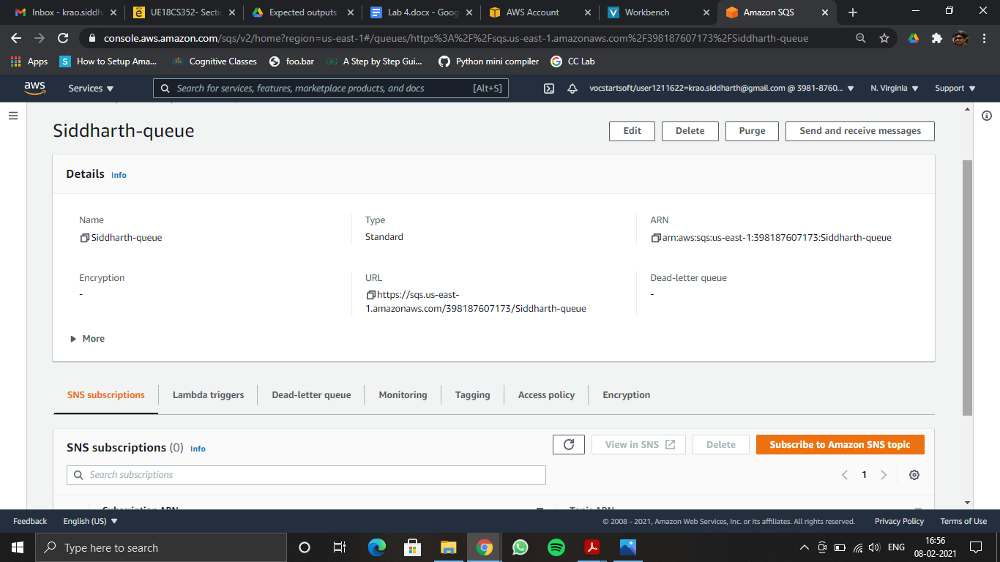 Inbox - krao.siddh
UE18CS352- Sectio
Expected outputs
Lab 4.docx - Goog
AWS Account
Workbench
Amazon SQS
console.aws.amazon.com/sqs/v2/home?region=us-east-1#/queues/https%3A%2F%2Fsqs.us-east-1.amazonaws.com%2F398187607173%2FSiddharth-queue
Apps
How to Setup Ama...
Cognitive Classes
foo.bar
A Step by Step Gui...
Python mini compiler
CC Lab
aws
Services
Search for services, features, marketplace products, and docs
[Alt+S]
vocstartsoft/user1211622=krao.siddharth@gmail.com @ 3981-8760...
N. Virginia
Support
Siddharth-queue
Edit
Delete
Purge
Send and receive messages
Details Info
Name
Type
ARN
Siddharth-queue
Standard
arn:aws:sqs:us-east-1:398187607173:Siddharth-queue
Encryption
URL
Dead-letter queue
-
https://sqs.us-east-
1.amazonaws.com/398187607173/Siddharth-queue
-
More
SNS subscriptions
Lambda triggers
Dead-letter queue
Monitoring
Tagging
Access policy
Encryption
SNS subscriptions (0) Info
View in SNS
Delete
Subscribe to Amazon SNS topic
Search subscriptions
1
Subscription ARN
Topic ARN
Feedback
English (US)
© 2008 - 2021, Amazon Web Services, Inc. or its affiliates. All rights reserved.
Privacy Policy
Terms of Use
Type here to search
ENG
16:56
08-02-2021